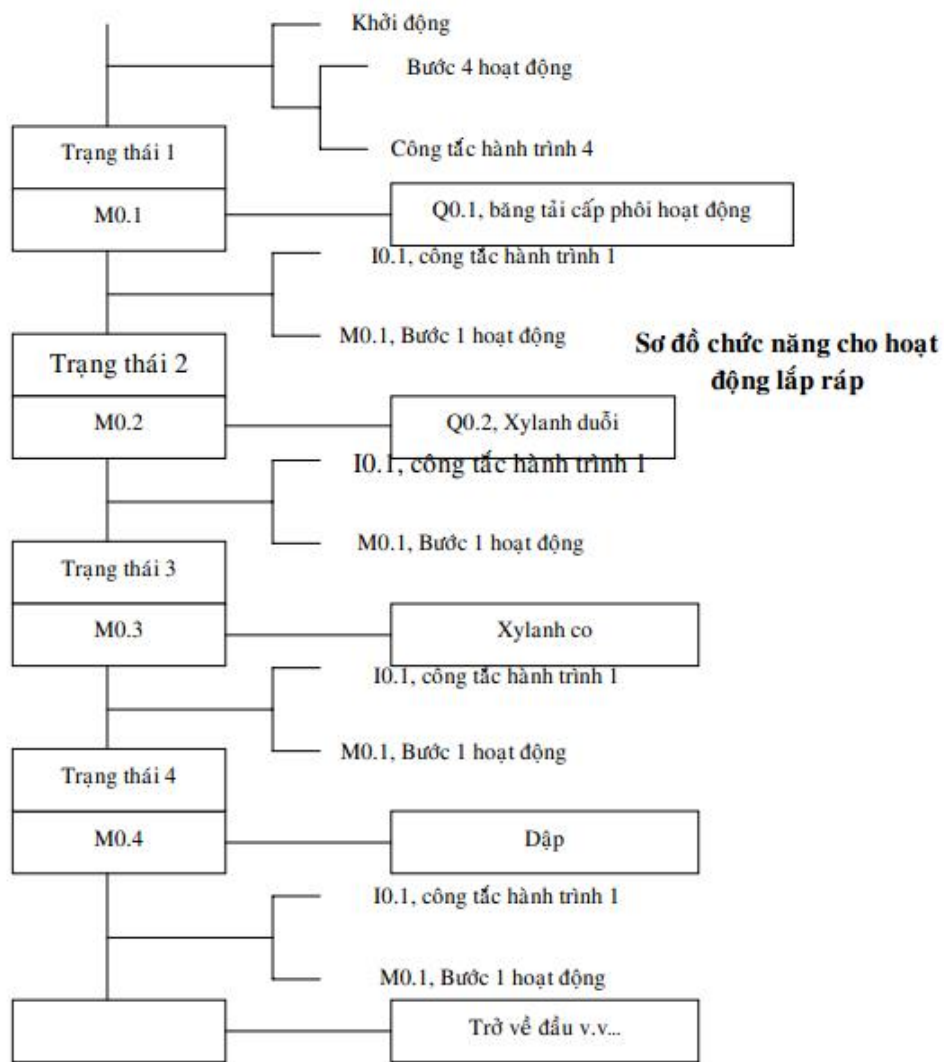 Khởi động
Bước 4 hoạt động
Công tắc hành trình 4
Trạng thái 1
M0.1
Q0.1, băng tải cấp phôi hoạt động
I0.1, công tắc hành trình 1
M0.1, Bước 1 hoạt động
Sơ đồ chức năng cho hoạt
động lắp ráp
Trạng thái 2
M0.2
Q0.2, Xylanh duỗi
I0.1, công tắc hành trình 1
M0.1, Bước 1 hoạt động
Trạng thái 3
M0.3
Xylanh co
I0.1, công tắc hành trình 1
M0.1, Bước 1 hoạt động
Trạng thái 4
M0.4
Dập
I0.1, công tắc hành trình 1
M0.1, Bước 1 hoạt động
Trở về đầu v.v...